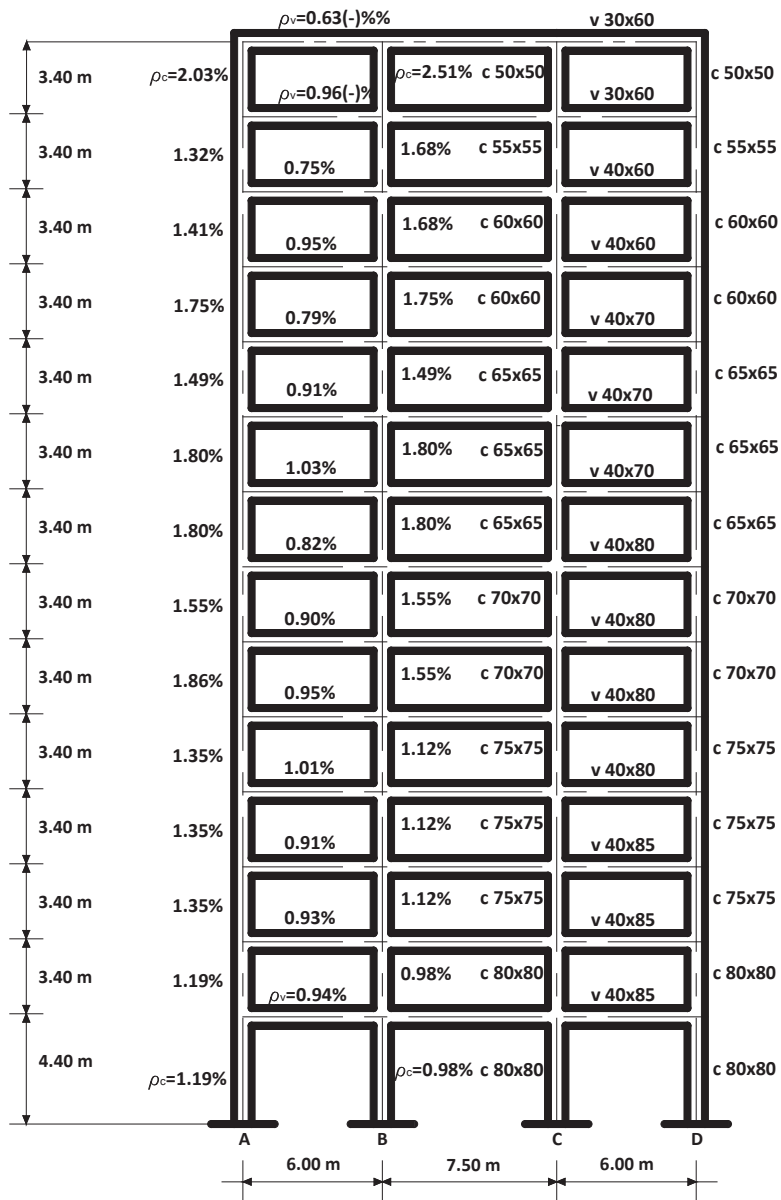 ρv=0.63(-)%% v 30x60
3.40 m ρc=2.03% ρc=2.51% c 50x50 c 50x50
ρv=0.96(-)% v 30x60
3.40 m 1.32% 1.68% c 55x55 c 55x55
0.75% v 40x60
3.40 m 1.41% 1.68% c 60x60 c 60x60
0.95% v 40x60
3.40 m 1.75% 1.75% c 60x60 c 60x60
0.79% v 40x70
3.40 m 1.49% 1.49% c 65x65 c 65x65
0.91% v 40x70
3.40 m 1.80% 1.80% c 65x65 c 65x65
1.03% v 40x70
3.40 m 1.80% 1.80% c 65x65 c 65x65
0.82% v 40x80
3.40 m 1.55% 1.55% c 70x70 c 70x70
0.90% v 40x80
3.40 m 1.86% 1.55% c 70x70 c 70x70
0.95% v 40x80
3.40 m 1.35% 1.12% c 75x75 c 75x75
1.01% v 40x80
3.40 m 1.35% 1.12% c 75x75 c 75x75
0.91% v 40x85
3.40 m 1.35% 1.12% c 75x75 c 75x75
0.93% v 40x85
3.40 m 1.19% 0.98% c 80x80 c 80x80
ρv=0.94% v 40x85
4.40 m ρc=1.19% ρc=0.98% c 80x80 c 80x80
A B C D
6.00 m 7.50 m 6.00 m